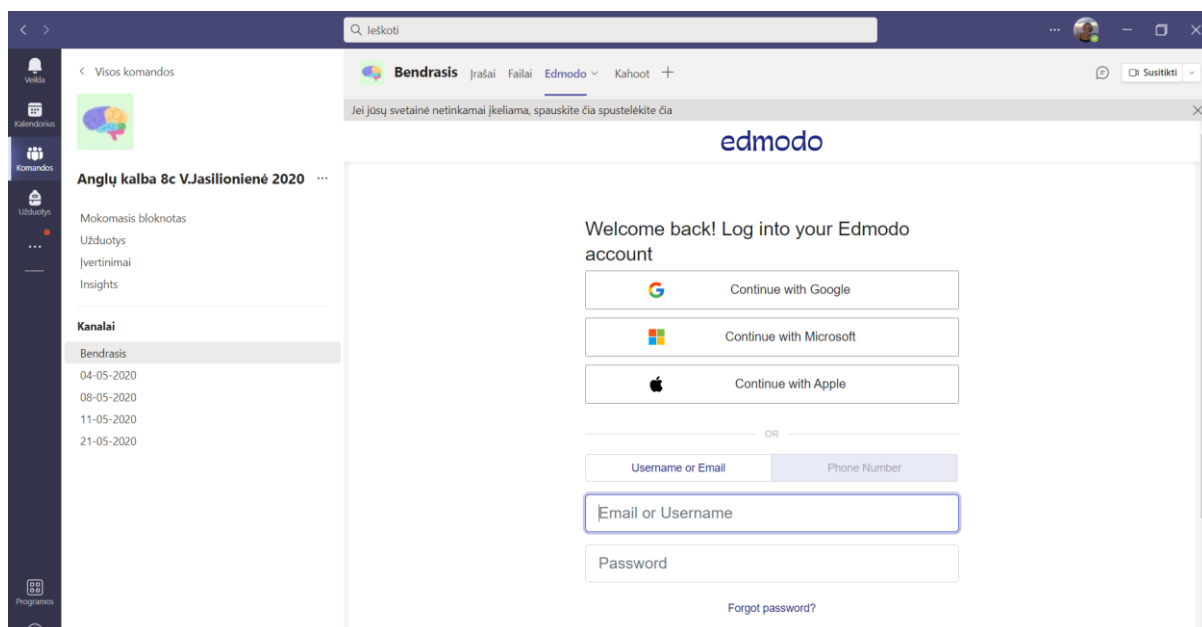 Ieškoti
Veikla
Kalendorius
Komandos
Užduotys
Programos
Visos komandos
Anglų kalba 8c V.Jasilionienė 2020
Mokomasis bloknotas
Užduotys
Įvertinimai
Insights
Kanalai
Bendrasis
04-05-2020
08-05-2020
11-05-2020
21-05-2020
Bendrasis Įrašai Failai Edmodo Kahoot
Susitikti
Jei jūsų svetainė netinkamai įkeliama, spauskite čia spustelėkite čia
edmodo
Welcome back! Log into your Edmodo
account
Continue with Google
Continue with Microsoft
Continue with Apple
OR
Username or Email Phone Number
Email or Username
Password
Forgot password?